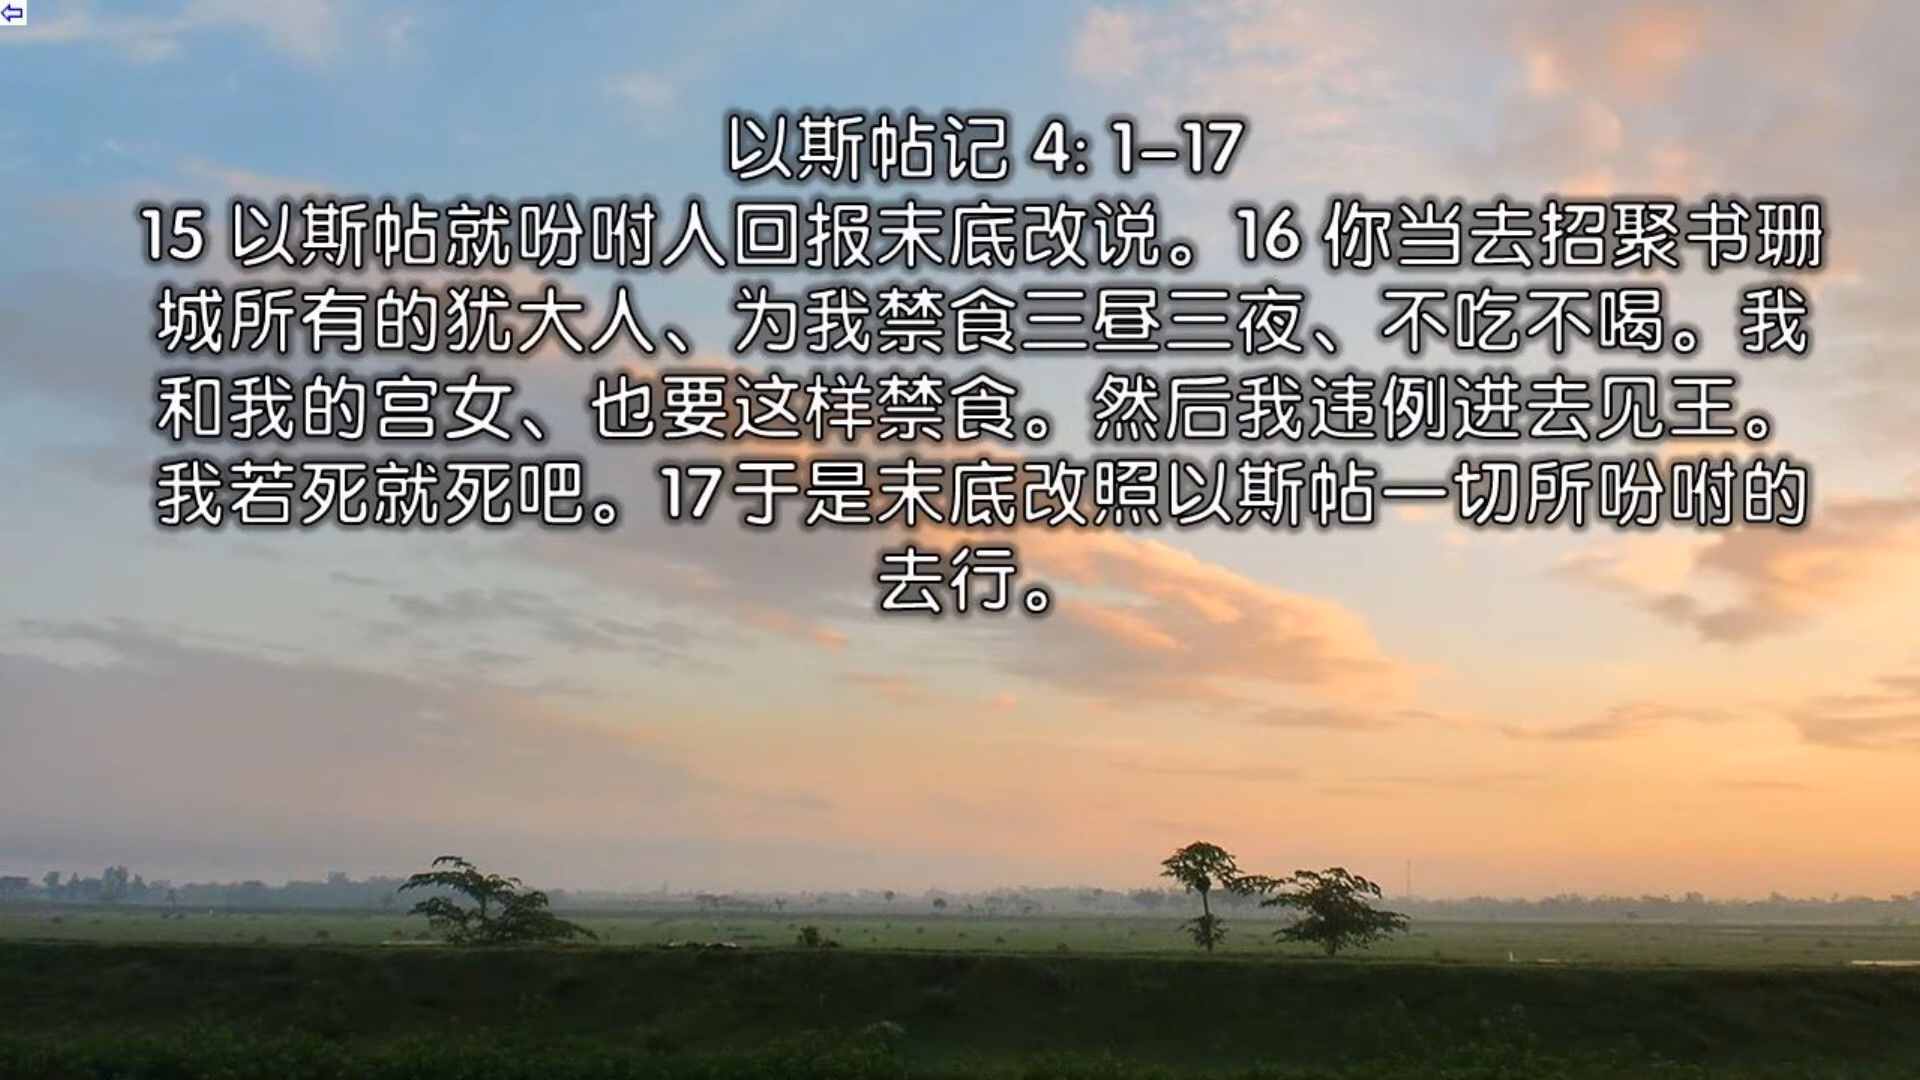 以斯帖记 4: 1–17
15 以斯帖就吩咐人回报末底改说。16 你当去招聚书珊
城所有的犹大人、为我禁食三昼三夜、不吃不喝。我
和我的宫女、也要这样禁食。然后我违例进去见王。
我若死就死吧。17于是末底改照以斯帖一切所吩咐的
去行。